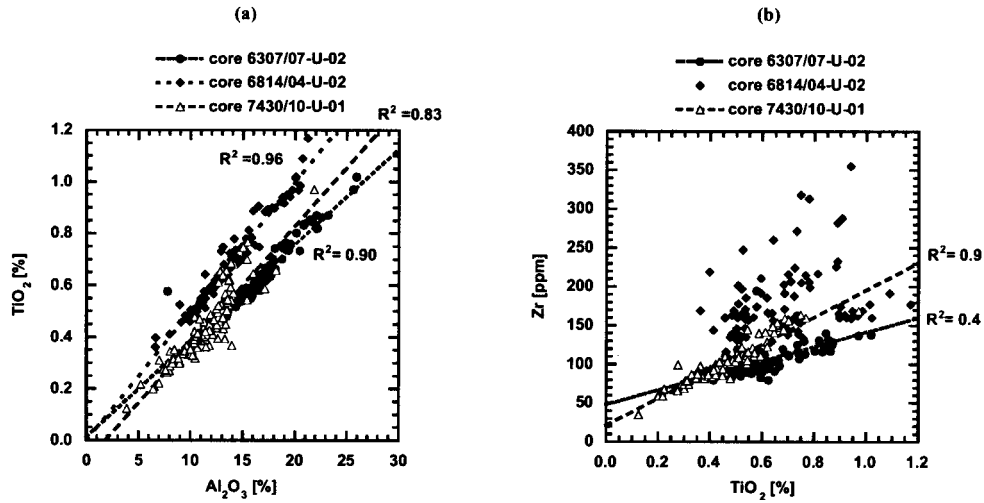 (a)
core 6307/07-U-02
core 6814/04-U-02
core 7430/10-U-01
R² =0.83
R² =0.96
R² = 0.90
1.2
1.0
0.8
0.6
0.4
0.2
0.0
TiO₂ [%]
0 5 10 15 20 25 30
Al₂O₃ [%]
(b)
core 6307/07-U-02
core 6814/04-U-02
core 7430/10-U-01
400
350
300
250
200
150
100
50
0
Zr [ppm]
R² =0.9
R²= 0.4
0.0 0.2 0.4 0.6 0.8 1.0 1.2
TiO₂ [%]